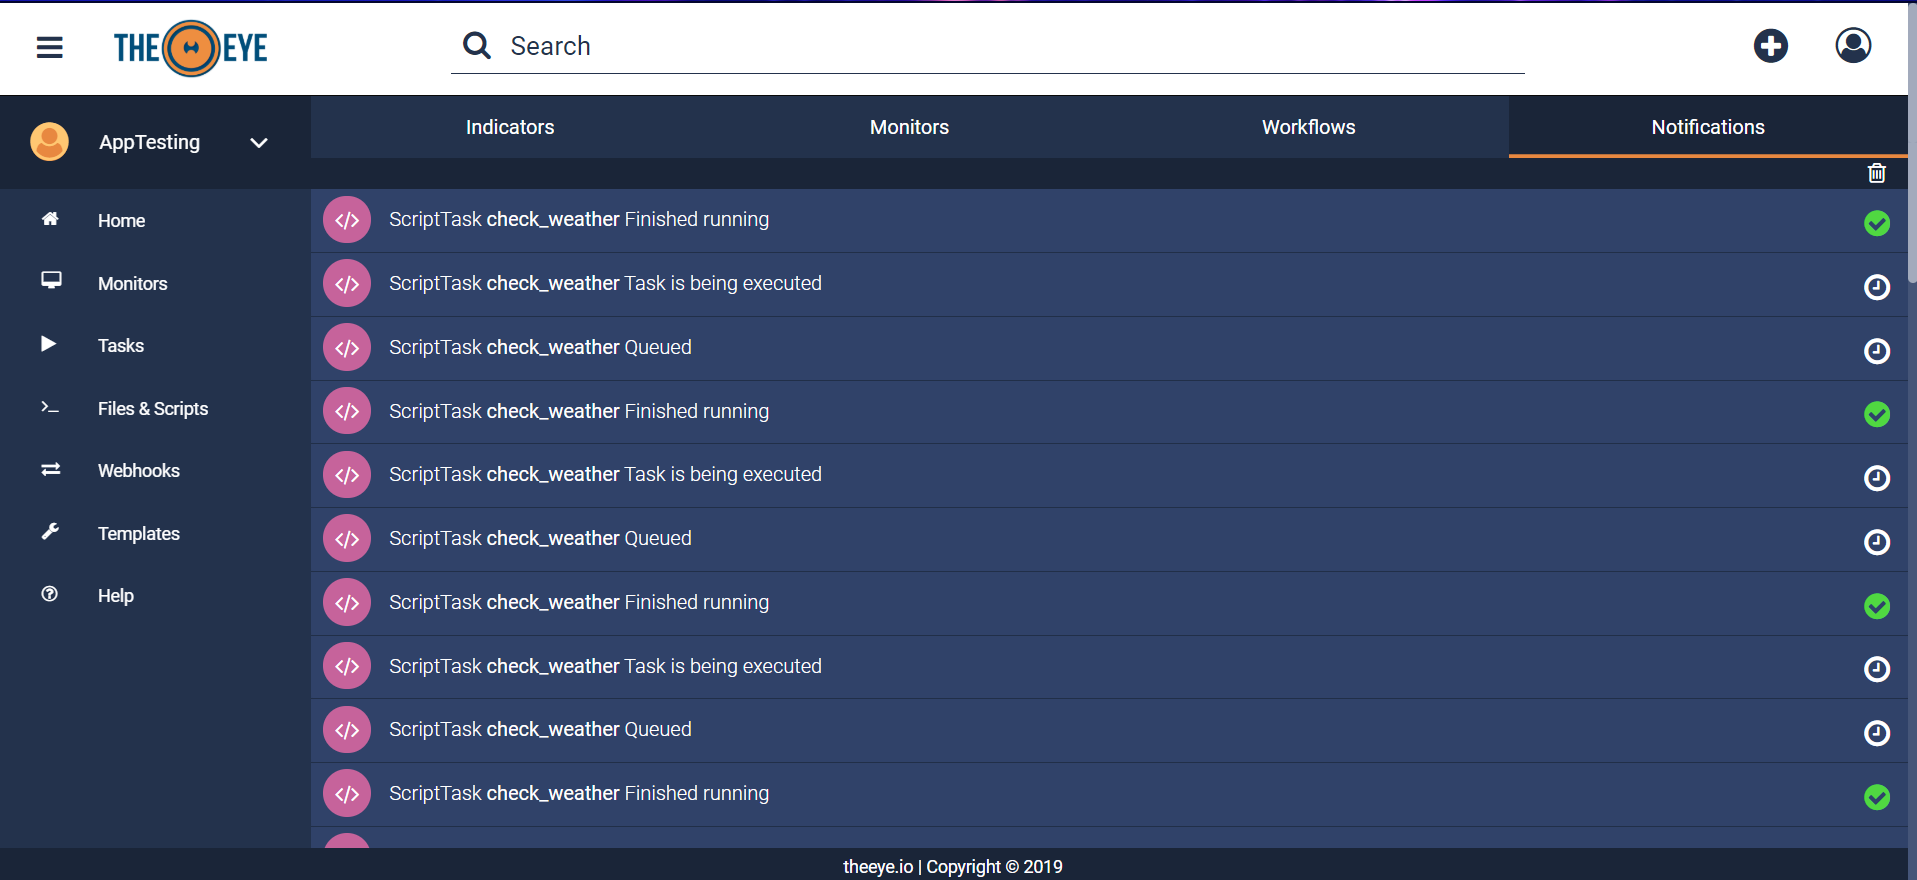 THE EYE
Search
AppTesting
Indicators
Monitors
Workflows
Notifications
Home
Monitors
Tasks
Files & Scripts
Webhooks
Templates
Help
ScriptTask check_weather Finished running
ScriptTask check_weather Task is being executed
ScriptTask check_weather Queued
ScriptTask check_weather Finished running
ScriptTask check_weather Task is being executed
ScriptTask check_weather Queued
ScriptTask check_weather Finished running
ScriptTask check_weather Task is being executed
ScriptTask check_weather Queued
ScriptTask check_weather Finished running
theeye.io | Copyright © 2019